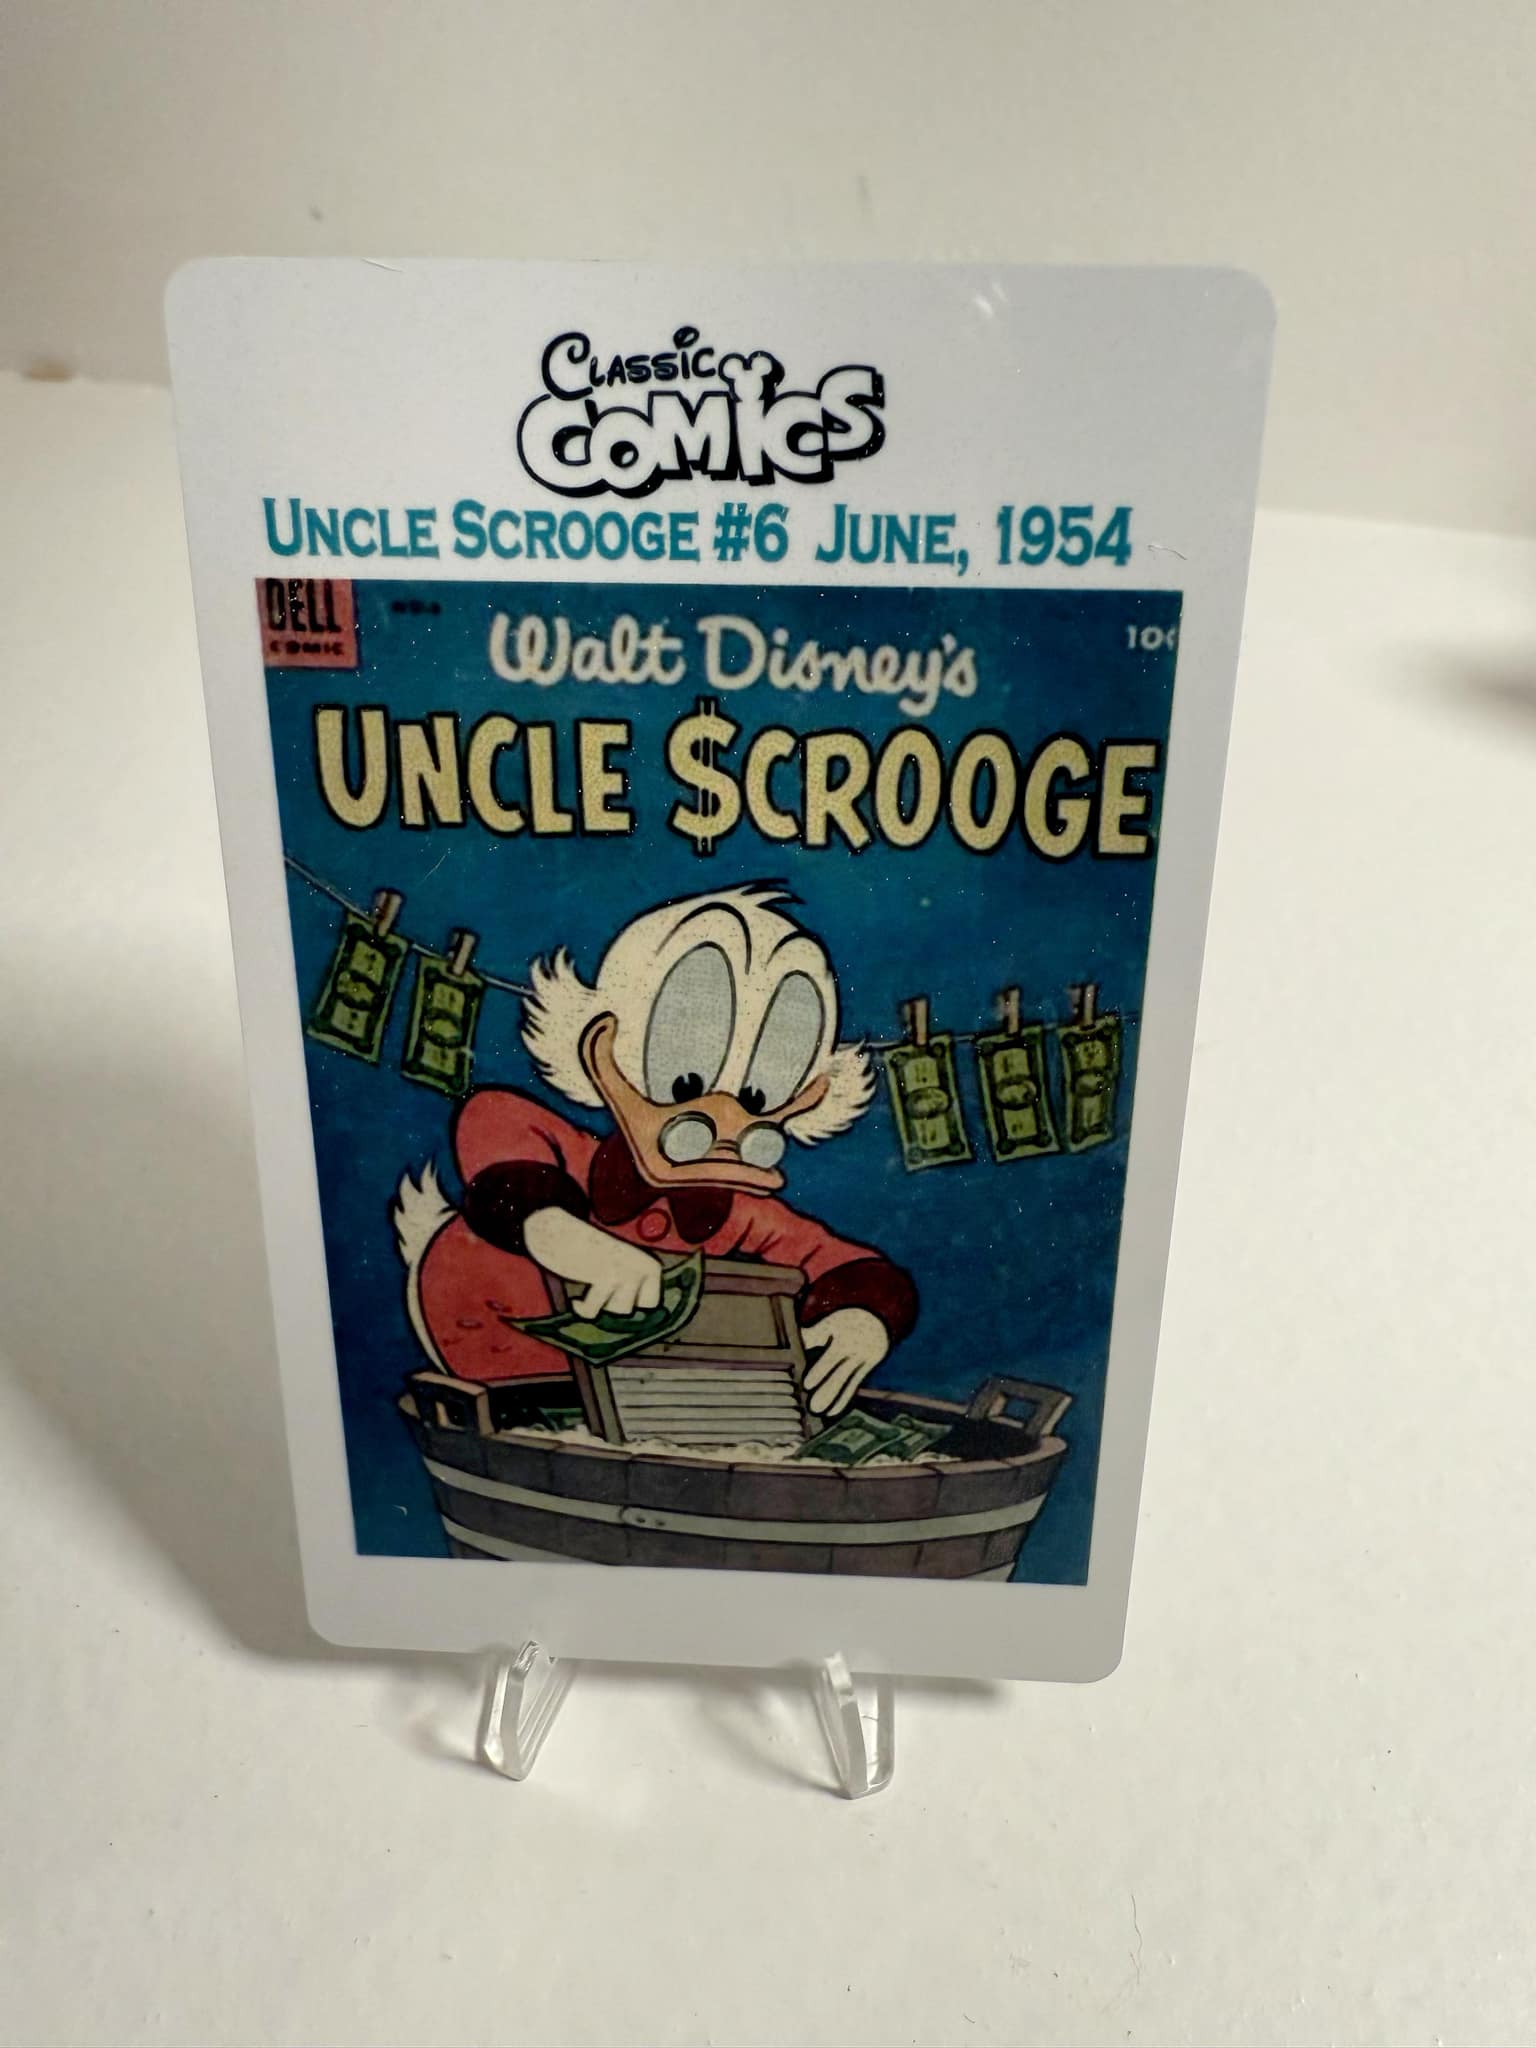 Classic
Comics
Uncle Scrooge #6 June, 1954
DELL
COMIC
10¢
Walt Disney's
UNCLE $CROOGE